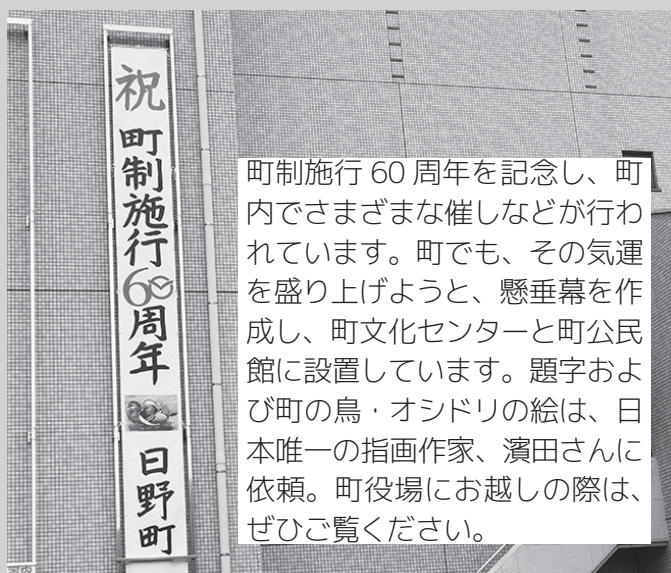 祝
町制施行
60
周年
日野町
町制施行 60 周年を記念し、町
内でさまざまな催しなどが行わ
れています。町でも、その気運
を盛り上げようと、懸垂幕を作
成し、町文化センターと町公民
館に設置しています。題字およ
び町の鳥・オシドリの絵は、日
本唯一の指画作家、濱田さんに
依頼。町役場にお越しの際は、
ぜひご覧ください。